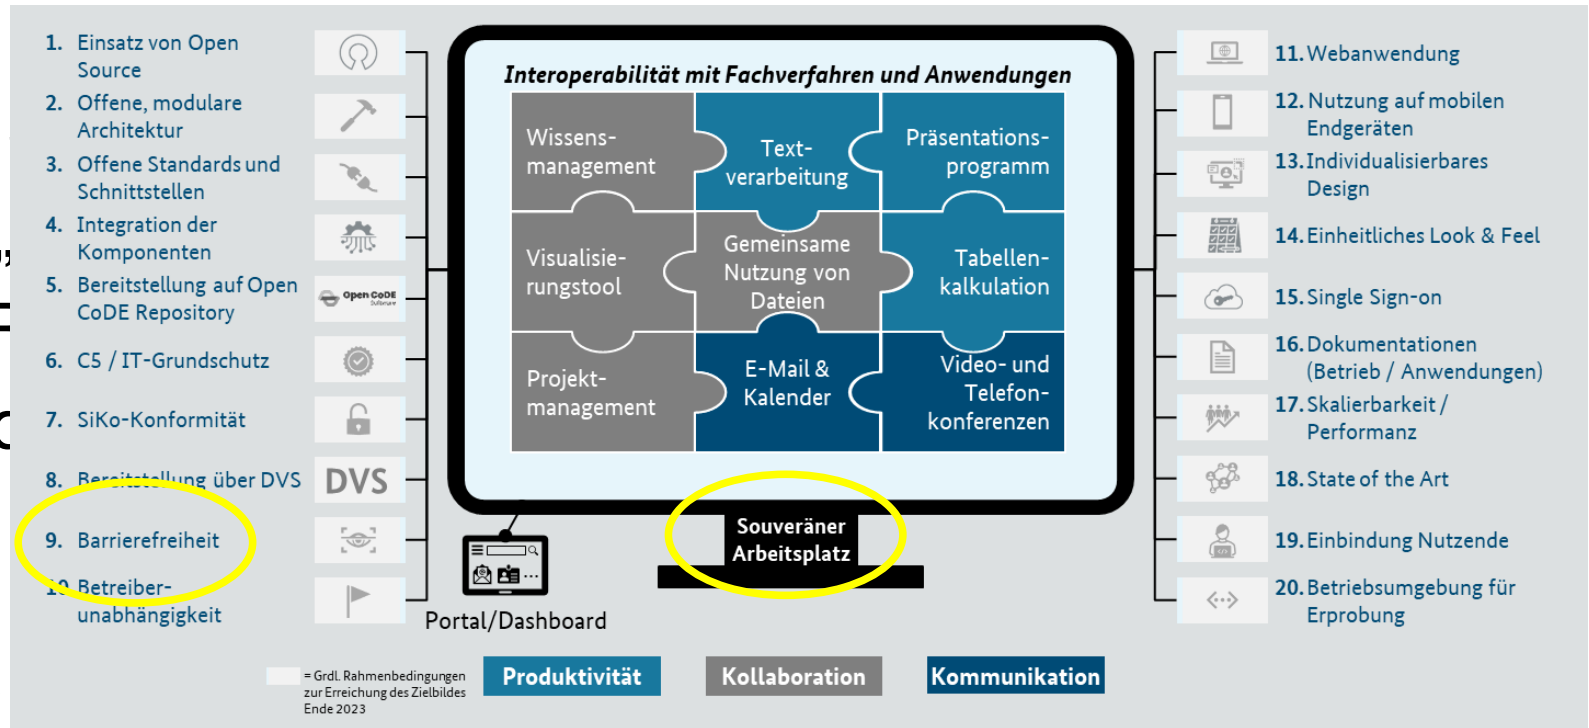 1. Einsatz von Open
Source
2. Offene, modulare
Architektur
3. Offene Standards und
Schnittstellen
4. Integration der
Komponenten
5. Bereitstellung auf Open
CoDE Repository
6. C5 / IT-Grundschutz
7. SiKo-Konformität
8. Bereitstellung über DVS
9. Barrierefreiheit
10. Betreiber-
unabhängigkeit
Open CoDE
Software
DVS
Interoperabilität mit Fachverfahren und Anwendungen
Wissens-
management
Text-
verarbeitung
Präsentations-
programm
Visualisie-
rungstool
Gemeinsame
Nutzung von
Dateien
Tabellen-
kalkulation
Projekt-
management
E-Mail &
Kalender
Video- und
Telefon-
konferenzen
Souveräner
Arbeitsplatz
Portal/Dashboard
11. Webanwendung
12. Nutzung auf mobilen
Endgeräten
13. Individualisierbares
Design
14. Einheitliches Look & Feel
15. Single Sign-on
16. Dokumentationen
(Betrieb / Anwendungen)
17. Skalierbarkeit /
Performanz
18. State of the Art
19. Einbindung Nutzende
20. Betriebsumgebung für
Erprobung
= Grdl. Rahmenbedingungen
zur Erreichung des Zielbildes
Ende 2023
Produktivität
Kollaboration
Kommunikation